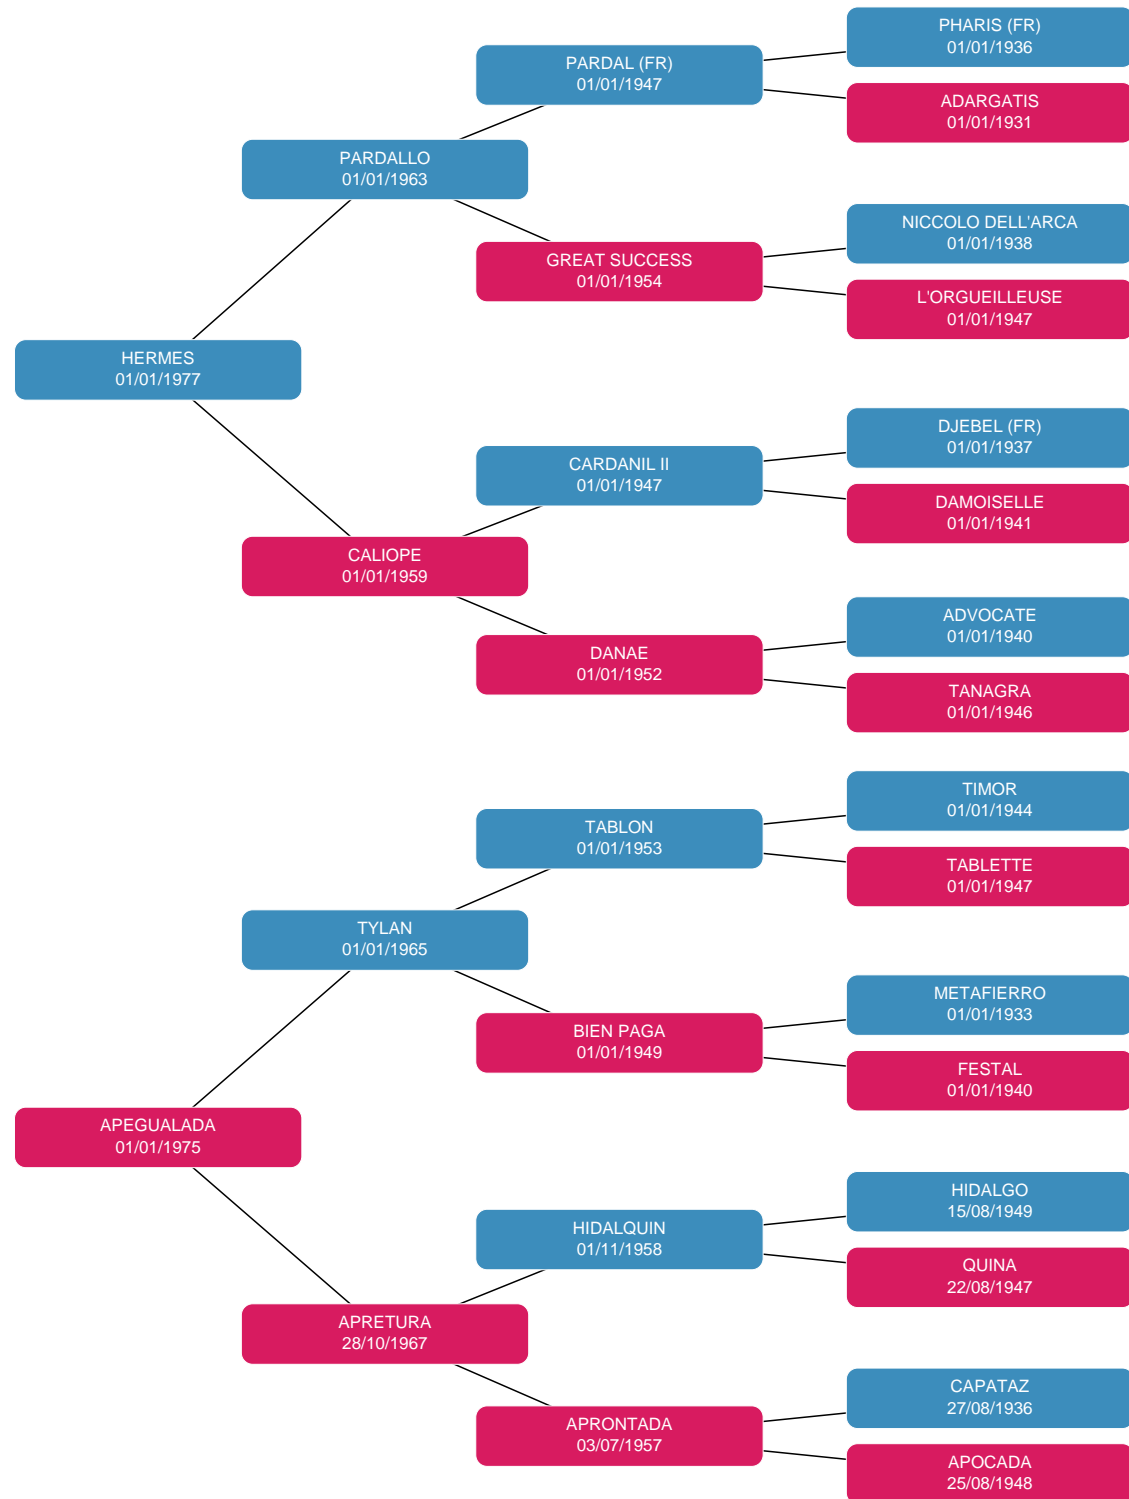 PHARIS (FR)
01/01/1936
PARDAL (FR)
01/01/1947
ADARGATIS
01/01/1931
PARDALLO
01/01/1963
NICCOLO DELL'ARCA
01/01/1938
GREAT SUCCESS
01/01/1954
L'ORGUEILLEUSE
01/01/1947
HERMES
01/01/1977
DJEBEL (FR)
01/01/1937
CARDANIL II
01/01/1947
DAMOISELLE
01/01/1941
CALIOPE
01/01/1959
ADVOCATE
01/01/1940
DANAE
01/01/1952
TANAGRA
01/01/1946
TIMOR
01/01/1944
TABLON
01/01/1953
TABLETTE
01/01/1947
TYLAN
01/01/1965
METAFIERRO
01/01/1933
BIEN PAGA
01/01/1949
FESTAL
01/01/1940
APEGUALADA
01/01/1975
HIDALGO
15/08/1949
HIDALQUIN
01/11/1958
QUINA
22/08/1947
APRETURA
28/10/1967
CAPATAZ
27/08/1936
APRONTADA
03/07/1957
APOCADA
25/08/1948